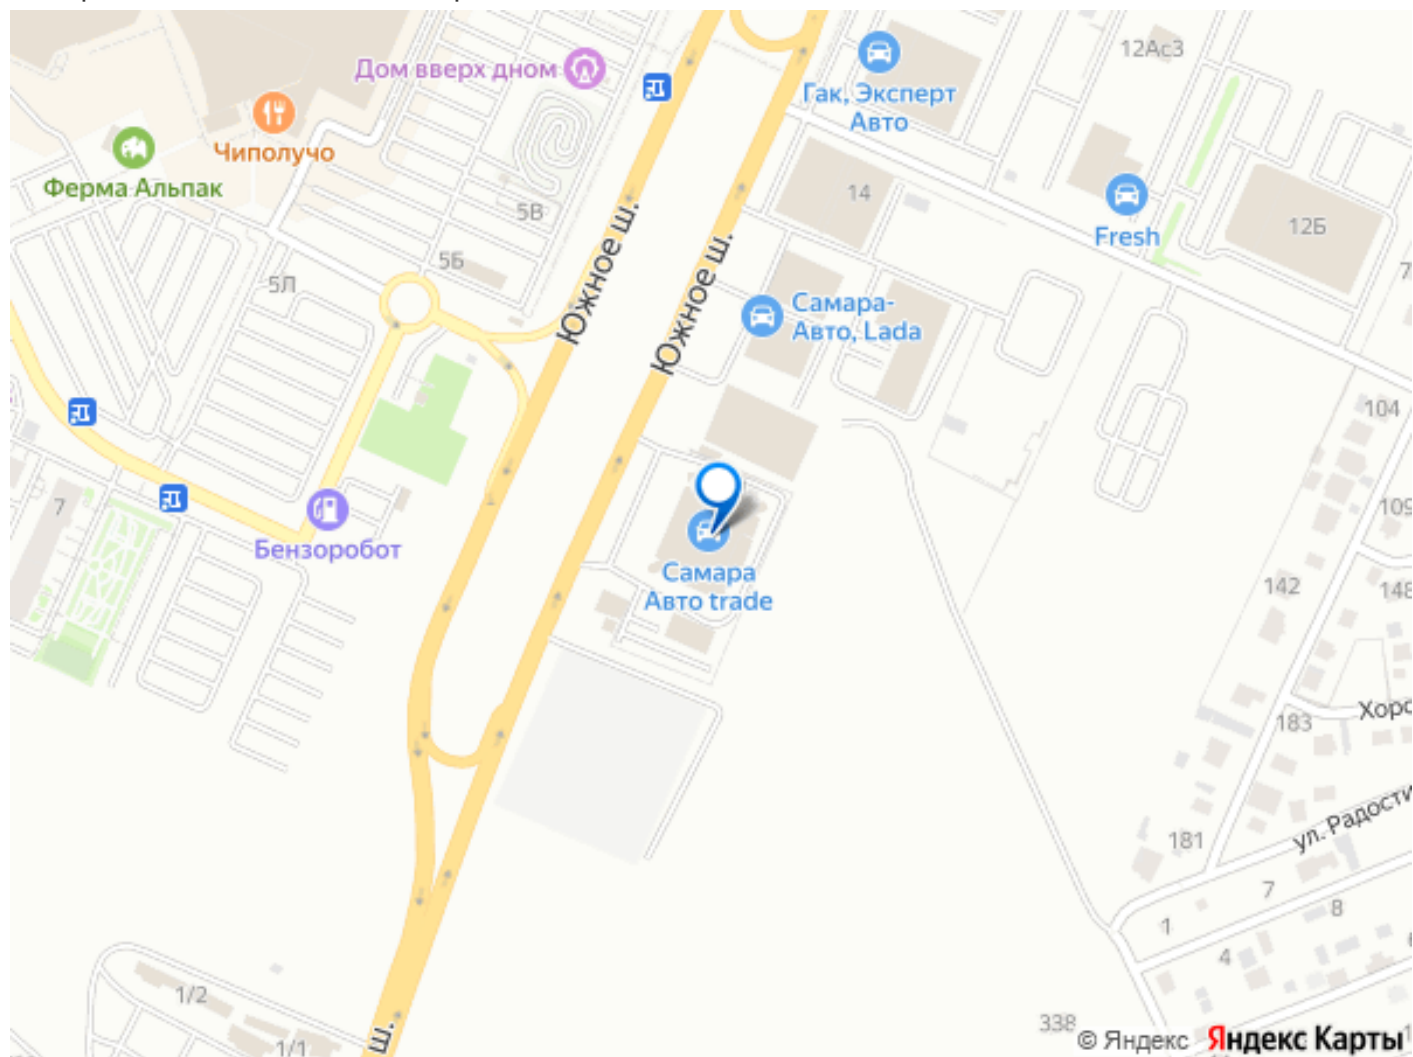 12Ас3
Дом вверх дном
Гак, Эксперт
Авто
Чиполучо
Ферма Альпак
14
5В
12Б
Fresh
5Б
5Л
Южное ш.
Южное ш.
Самара-
Авто, Lada
104
7
109
Бензоробот
Самара
Авто trade
142
148
183
181
ул. Радости
7
8
1
4
1/2
338
1/1
ш.
© Яндекс Яндекс Карты